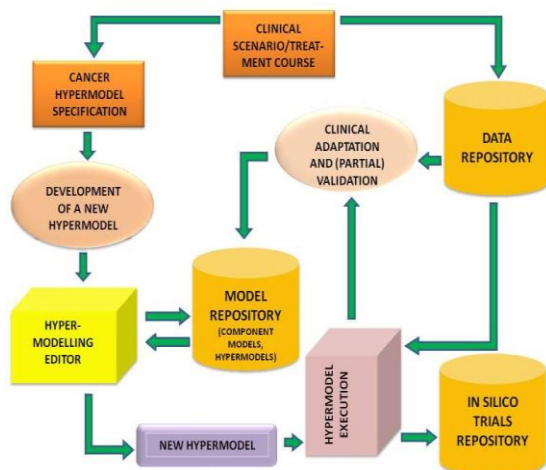 CLINICAL
SCENARIO/TREAT-
MENT COURSE
CANCER
HYPERMODEL
SPECIFICATION
CLINICAL
ADAPTATION
AND (PARTIAL)
VALIDATION
DATA
REPOSITORY
DEVELOPMENT
OF A NEW
HYPERMODEL
HYPER-
MODELLING
EDITOR
MODEL
REPOSITORY
(COMPONENT
MODELS,
HYPERMODELS)
HYPERMODEL
EXECUTION
IN SILICO
TRIALS
REPOSITORY
NEW HYPERMODEL